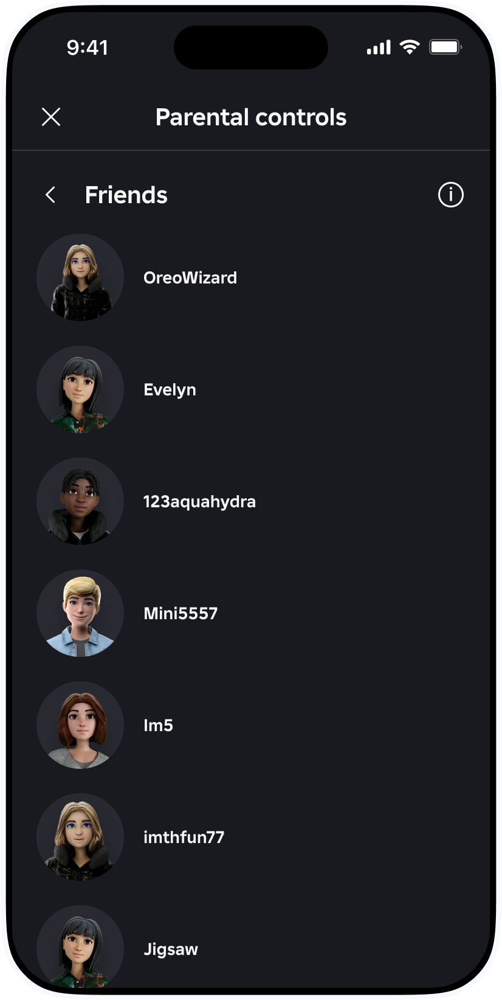 9:41
Parental controls
Friends
OreoWizard
Evelyn
123aquahydra
Mini5557
Im5
imthfun77
Jigsaw